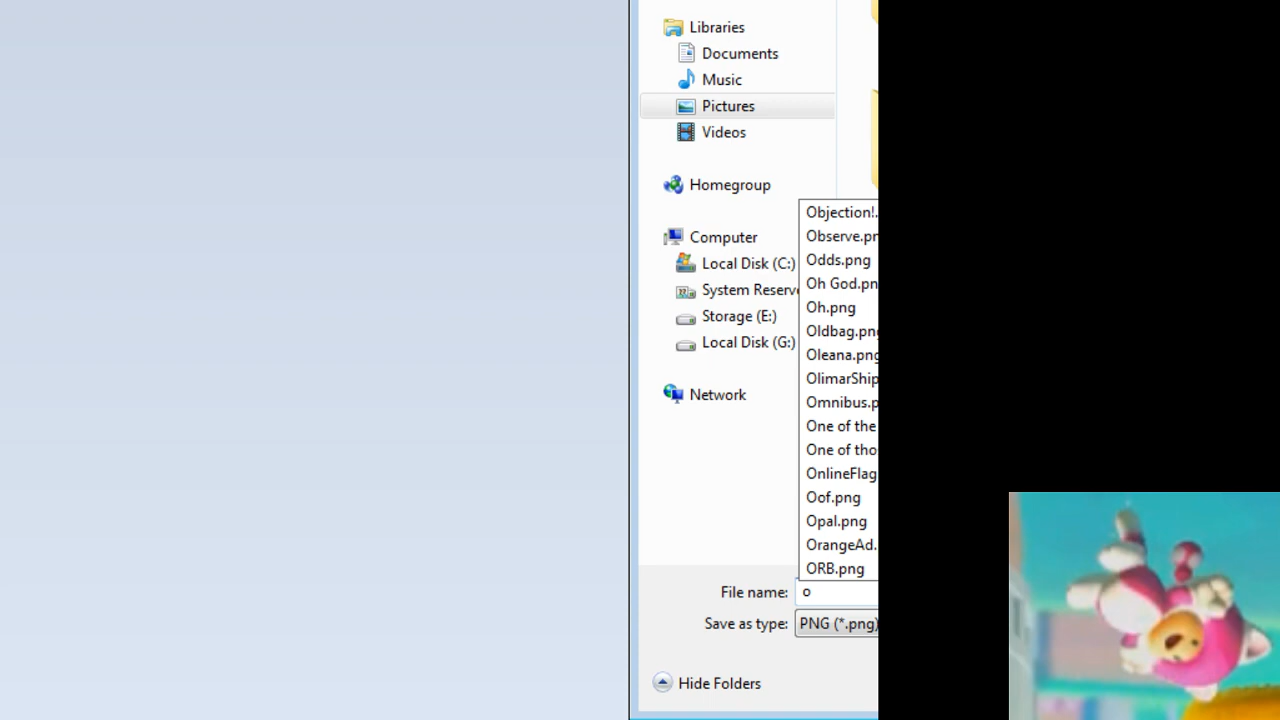 Libraries
Documents
Music
Pictures
Videos
Homegroup
Computer
Local Disk (C:)
System Reserv
Storage (E:)
Local Disk (G:)
Network
Objection!.
Observe.pn
Odds.png
Oh God.pn
Oh.png
Oldbag.png
Oleana.png
OlimarShip
Omnibus.p
One of the
One of tho
OnlineFlag
Oof.png
Opal.png
OrangeAd.
ORB.png
File name: o
Save as type: PNG (*.png)
Hide Folders